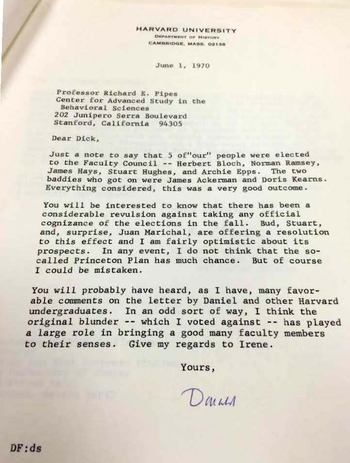 HARVARD UNIVERSITY
DEPARTMENT OF HISTORY
CAMBRIDGE, MASS. 02138
June 1, 1970
Professor Richard E. Pipes
Center for Advanced Study in the
Behavioral Sciences
202 Junipero Serra Boulevard
Stanford, California 94305
Dear Dick,
Just a note to say that 5 of"our" people were elected
to the Faculty Council -- Herbert Bloch, Norman Ramsey,
James Hays, Stuart Hughes, and Archie Epps. The two
baddies who got on were James Ackerman and Doris Kearns.
Everything considered, this was a very good outcome.
You will be interested to know that there has been a
considerable revulsion against taking any official
cognizance of the elections in the fall. Bud, Stuart,
and, surprise, Juan Marichal, are offering a resolution
to this effect and I am fairly optimistic about its
prospects. In any event, I do not think that the so-
called Princeton Plan has much chance. But of course
I could be mistaken.
You will probably have heard, as I have, many favor-
able comments on the letter by Daniel and other Harvard
undergraduates. In an odd sort of way, I think the
original blunder -- which I voted against -- has played
a large role in bringing a good many faculty members
to their senses. Give my regards to Irene.
Yours,
Donald
DF:ds